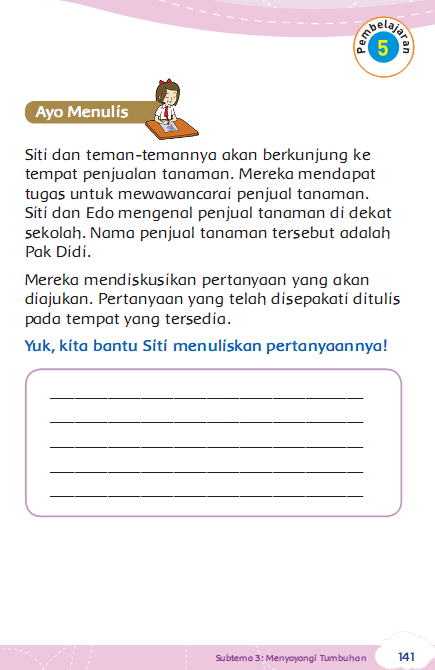 Pembelajaran
5
Ayo Menulis
Siti dan teman-temannya akan berkunjung ke
tempat penjualan tanaman. Mereka mendapat
tugas untuk mewawancarai penjual tanaman.
Siti dan Edo mengenal penjual tanaman di dekat
sekolah. Nama penjual tanaman tersebut adalah
Pak Didi.
Mereka mendiskusikan pertanyaan yang akan
diajukan. Pertanyaan yang telah disepakati ditulis
pada tempat yang tersedia.
Yuk, kita bantu Siti menuliskan pertanyaannya!
Subtema 3: Menyayangi Tumbuhan
141